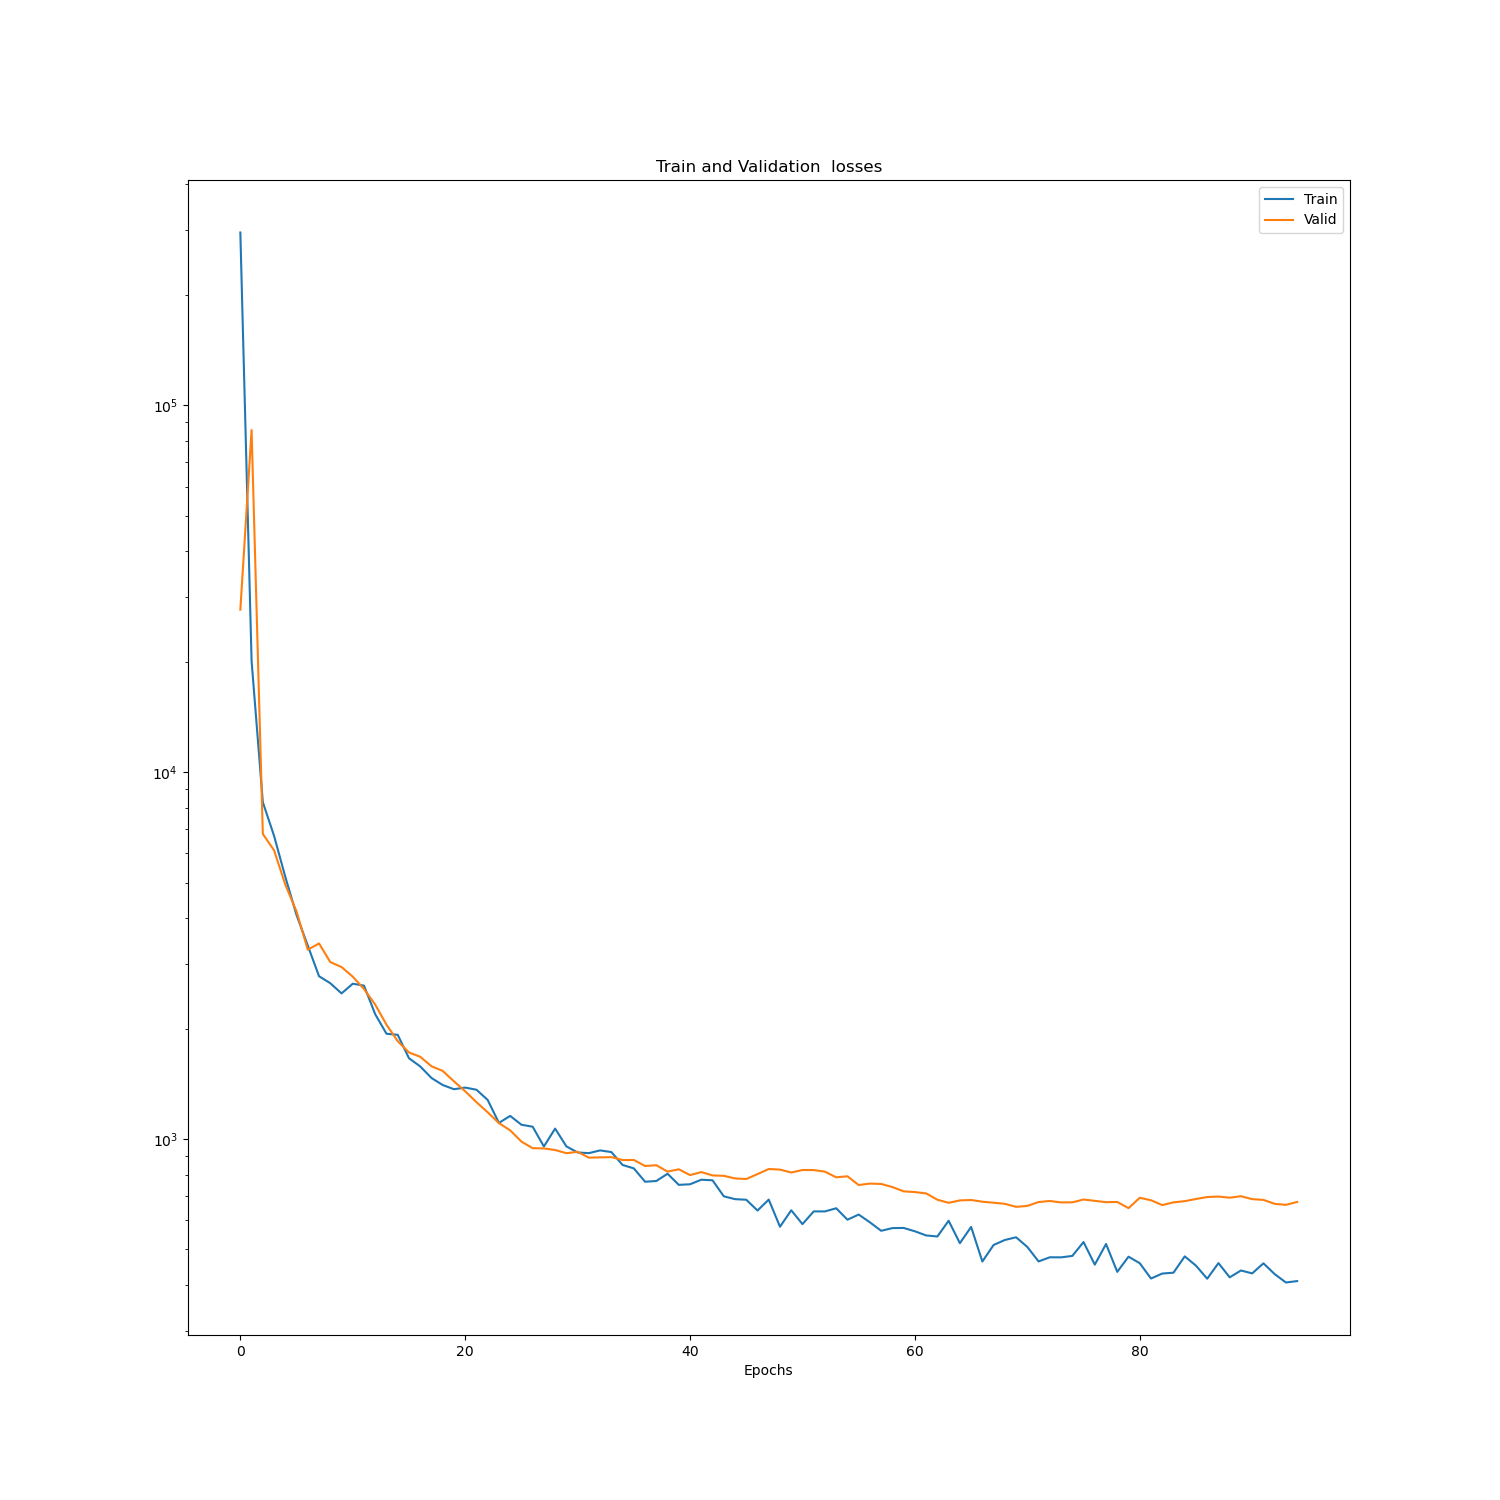 Train and Validation  losses
Train
Valid
10⁵
10⁴
10³
0 20 40 60 80
Epochs